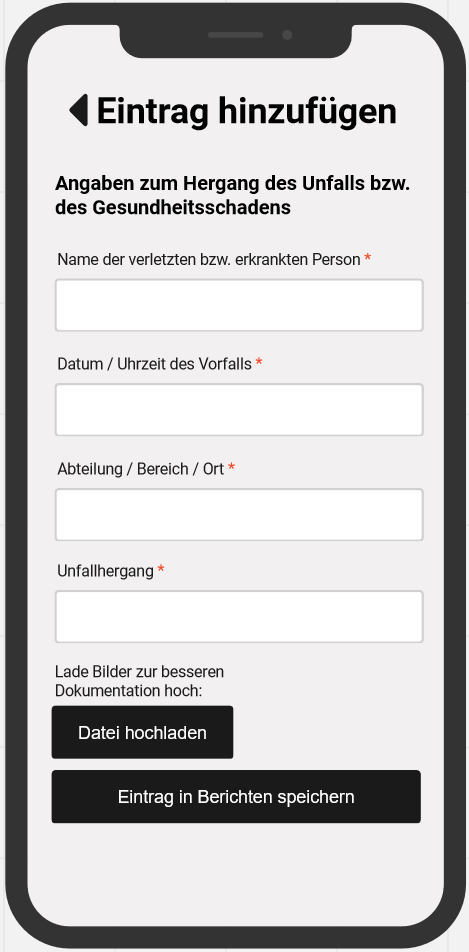 Eintrag hinzufügen
Angaben zum Hergang des Unfalls bzw.
des Gesundheitsschadens
Name der verletzten bzw. erkrankten Person *
Datum / Uhrzeit des Vorfalls *
Abteilung / Bereich / Ort *
Unfallhergang *
Lade Bilder zur besseren
Dokumentation hoch:
Datei hochladen
Eintrag in Berichten speichern